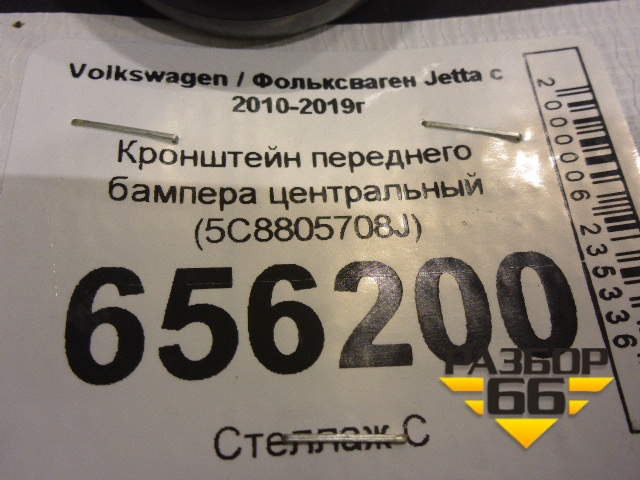 Volkswagen / Фольксваген Jetta с
2010-2019г
Кронштейн переднего
бампера центральный
(5C8805708J)
656200
Стеллаж С
2000006235336
РАЗБОР
66